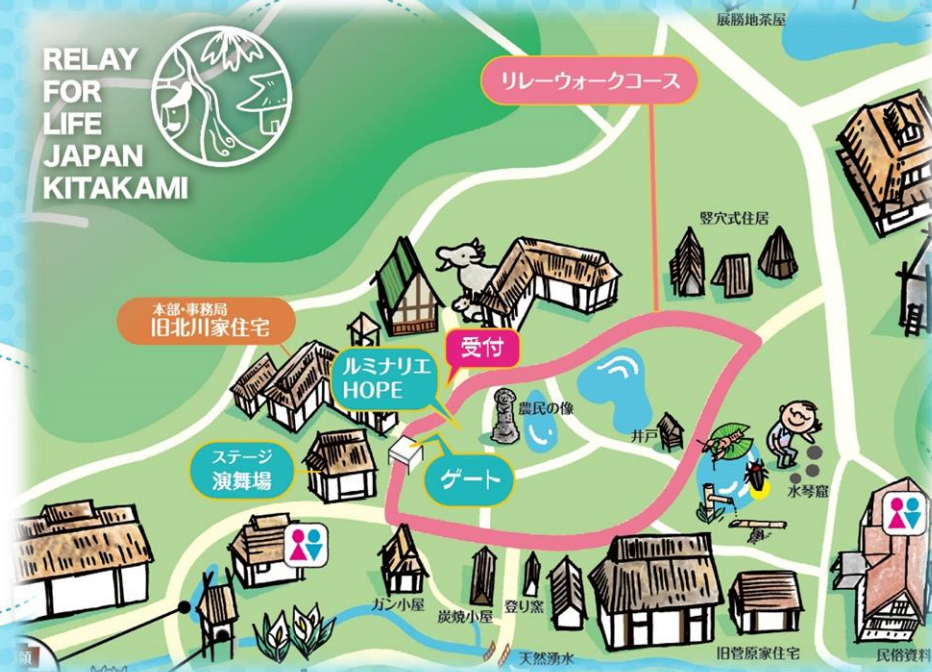 展勝地茶屋
RELAY
FOR
LIFE
JAPAN
KITAKAMI
リレーウォークコース
竪穴式住居
本部・事務局
旧北川家住宅
受付
ルミナリエ
HOPE
農民の像
井戸
ステージ
演舞場
ゲート
水琴窟
ガン小屋
炭焼小屋
登り窯
天然湧水
旧菅原家住宅
民俗資料
領